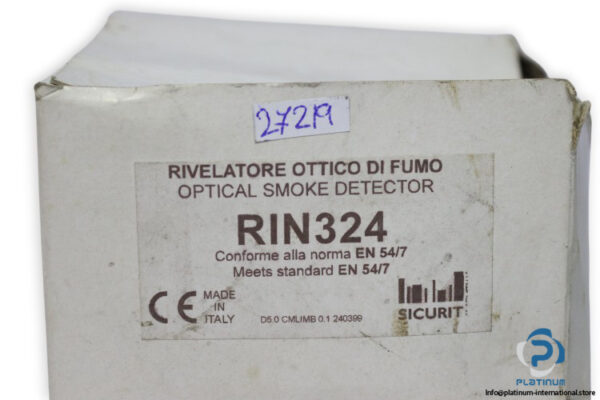 27219
RIVELATORE OTTICO DI FUMO
OPTICAL SMOKE DETECTOR
RIN324
Conforme alla norma EN 54/7
Meets standard EN 54/7
CE MADE
IN
ITALY
D5.0 CMLIMB 0.1 240399
SICURIT
PLATINUM
Info@platinum-international.store